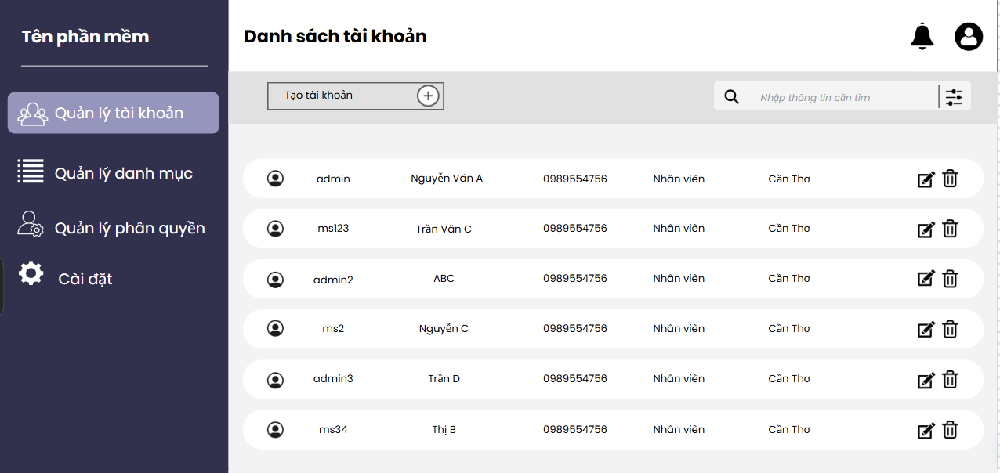 Tên phần mềm
Quản lý tài khoản
Quản lý danh mục
Quản lý phân quyền
Cài đặt
Danh sách tài khoản
Tạo tài khoản
Nhập thông tin cần tìm
admin Nguyễn Văn A 0989554756 Nhân viên Cần Thơ
ms123 Trần Văn C 0989554756 Nhân viên Cần Thơ
admin2 ABC 0989554756 Nhân viên Cần Thơ
ms2 Nguyễn C 0989554756 Nhân viên Cần Thơ
admin3 Trần D 0989554756 Nhân viên Cần Thơ
ms34 Thị B 0989554756 Nhân viên Cần Thơ